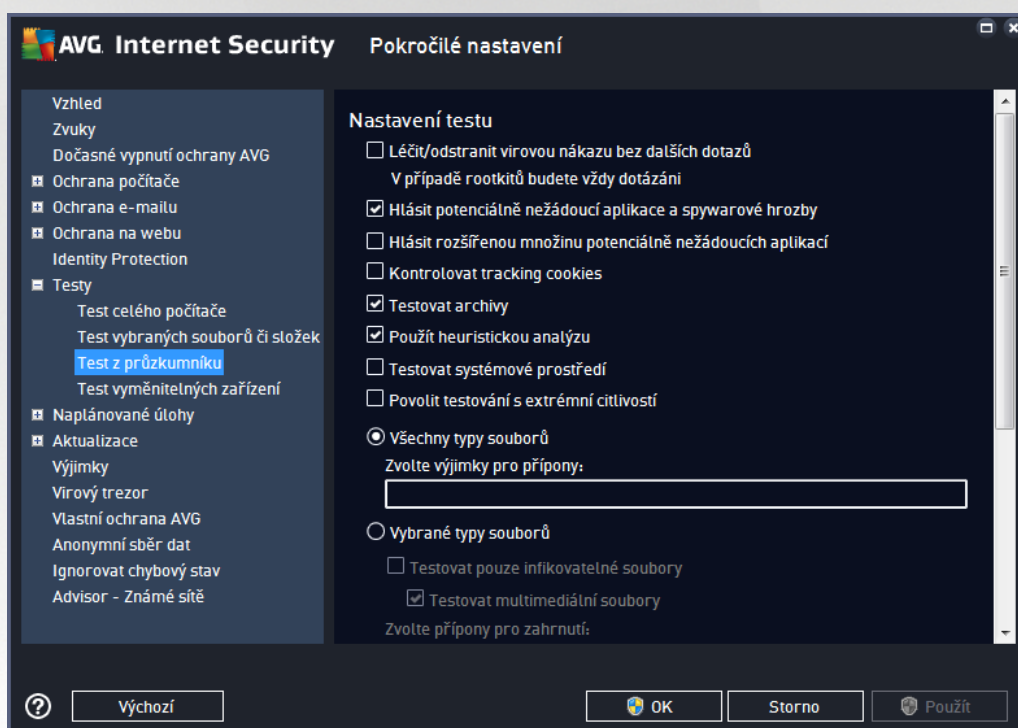 AVG. Internet Security
Pokročilé nastavení
Vzhled
Zvuky
Dočasné vypnutí ochrany AVG
Ochrana počítače
Ochrana e-mailu
Ochrana na webu
Identity Protection
Testy
Test celého počítače
Test vybraných souborů či složek
Test z průzkumníku
Test vyměnitelných zařízení
Naplánované úlohy
Aktualizace
Výjimky
Virový trezor
Vlastní ochrana AVG
Anonymní sběr dat
Ignorovat chybový stav
Advisor - Známé sítě
Nastavení testu
Léčit/odstranit virovou nákazu bez dalších dotazů
V případě rootkitů budete vždy dotázáni
Hlásit potenciálně nežádoucí aplikace a spywarové hrozby
Hlásit rozšířenou množinu potenciálně nežádoucích aplikací
Kontrolovat tracking cookies
Testovat archivy
Použít heuristickou analýzu
Testovat systémové prostředí
Povolit testování s extrémní citlivostí
Všechny typy souborů
Zvolte výjimky pro přípony:
Vybrané typy souborů
Testovat pouze infikovatelné soubory
Testovat multimediální soubory
Zvolte přípony pro zahrnutí:
Výchozí
OK
Storno
Použít